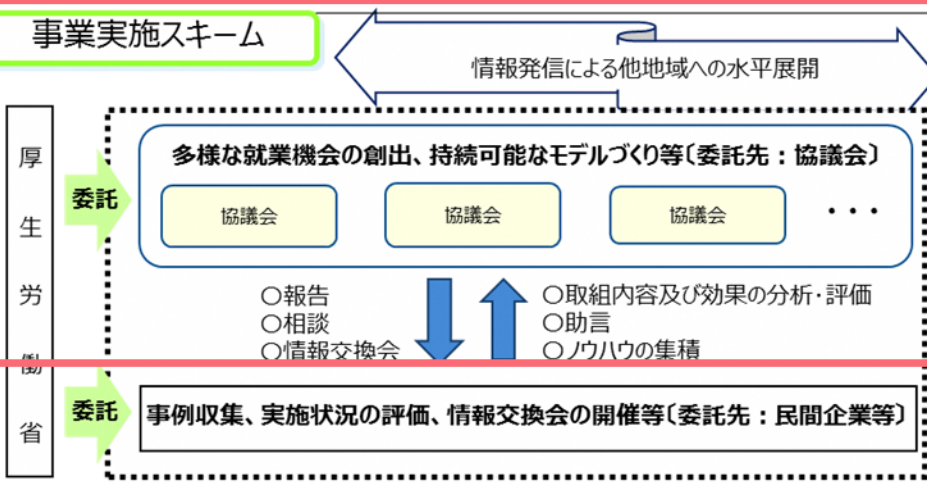 事業実施スキーム
情報発信による他地域への水平展開
厚生労働省
委託
多様な就業機会の創出、持続可能なモデルづくり等〔委託先：協議会〕
協議会
協議会
協議会
・・・
○報告
○相談
○情報交換会
○取組内容及び効果の分析・評価
○助言
○ノウハウの集積
委託
事例収集、実施状況の評価、情報交換会の開催等〔委託先：民間企業等〕